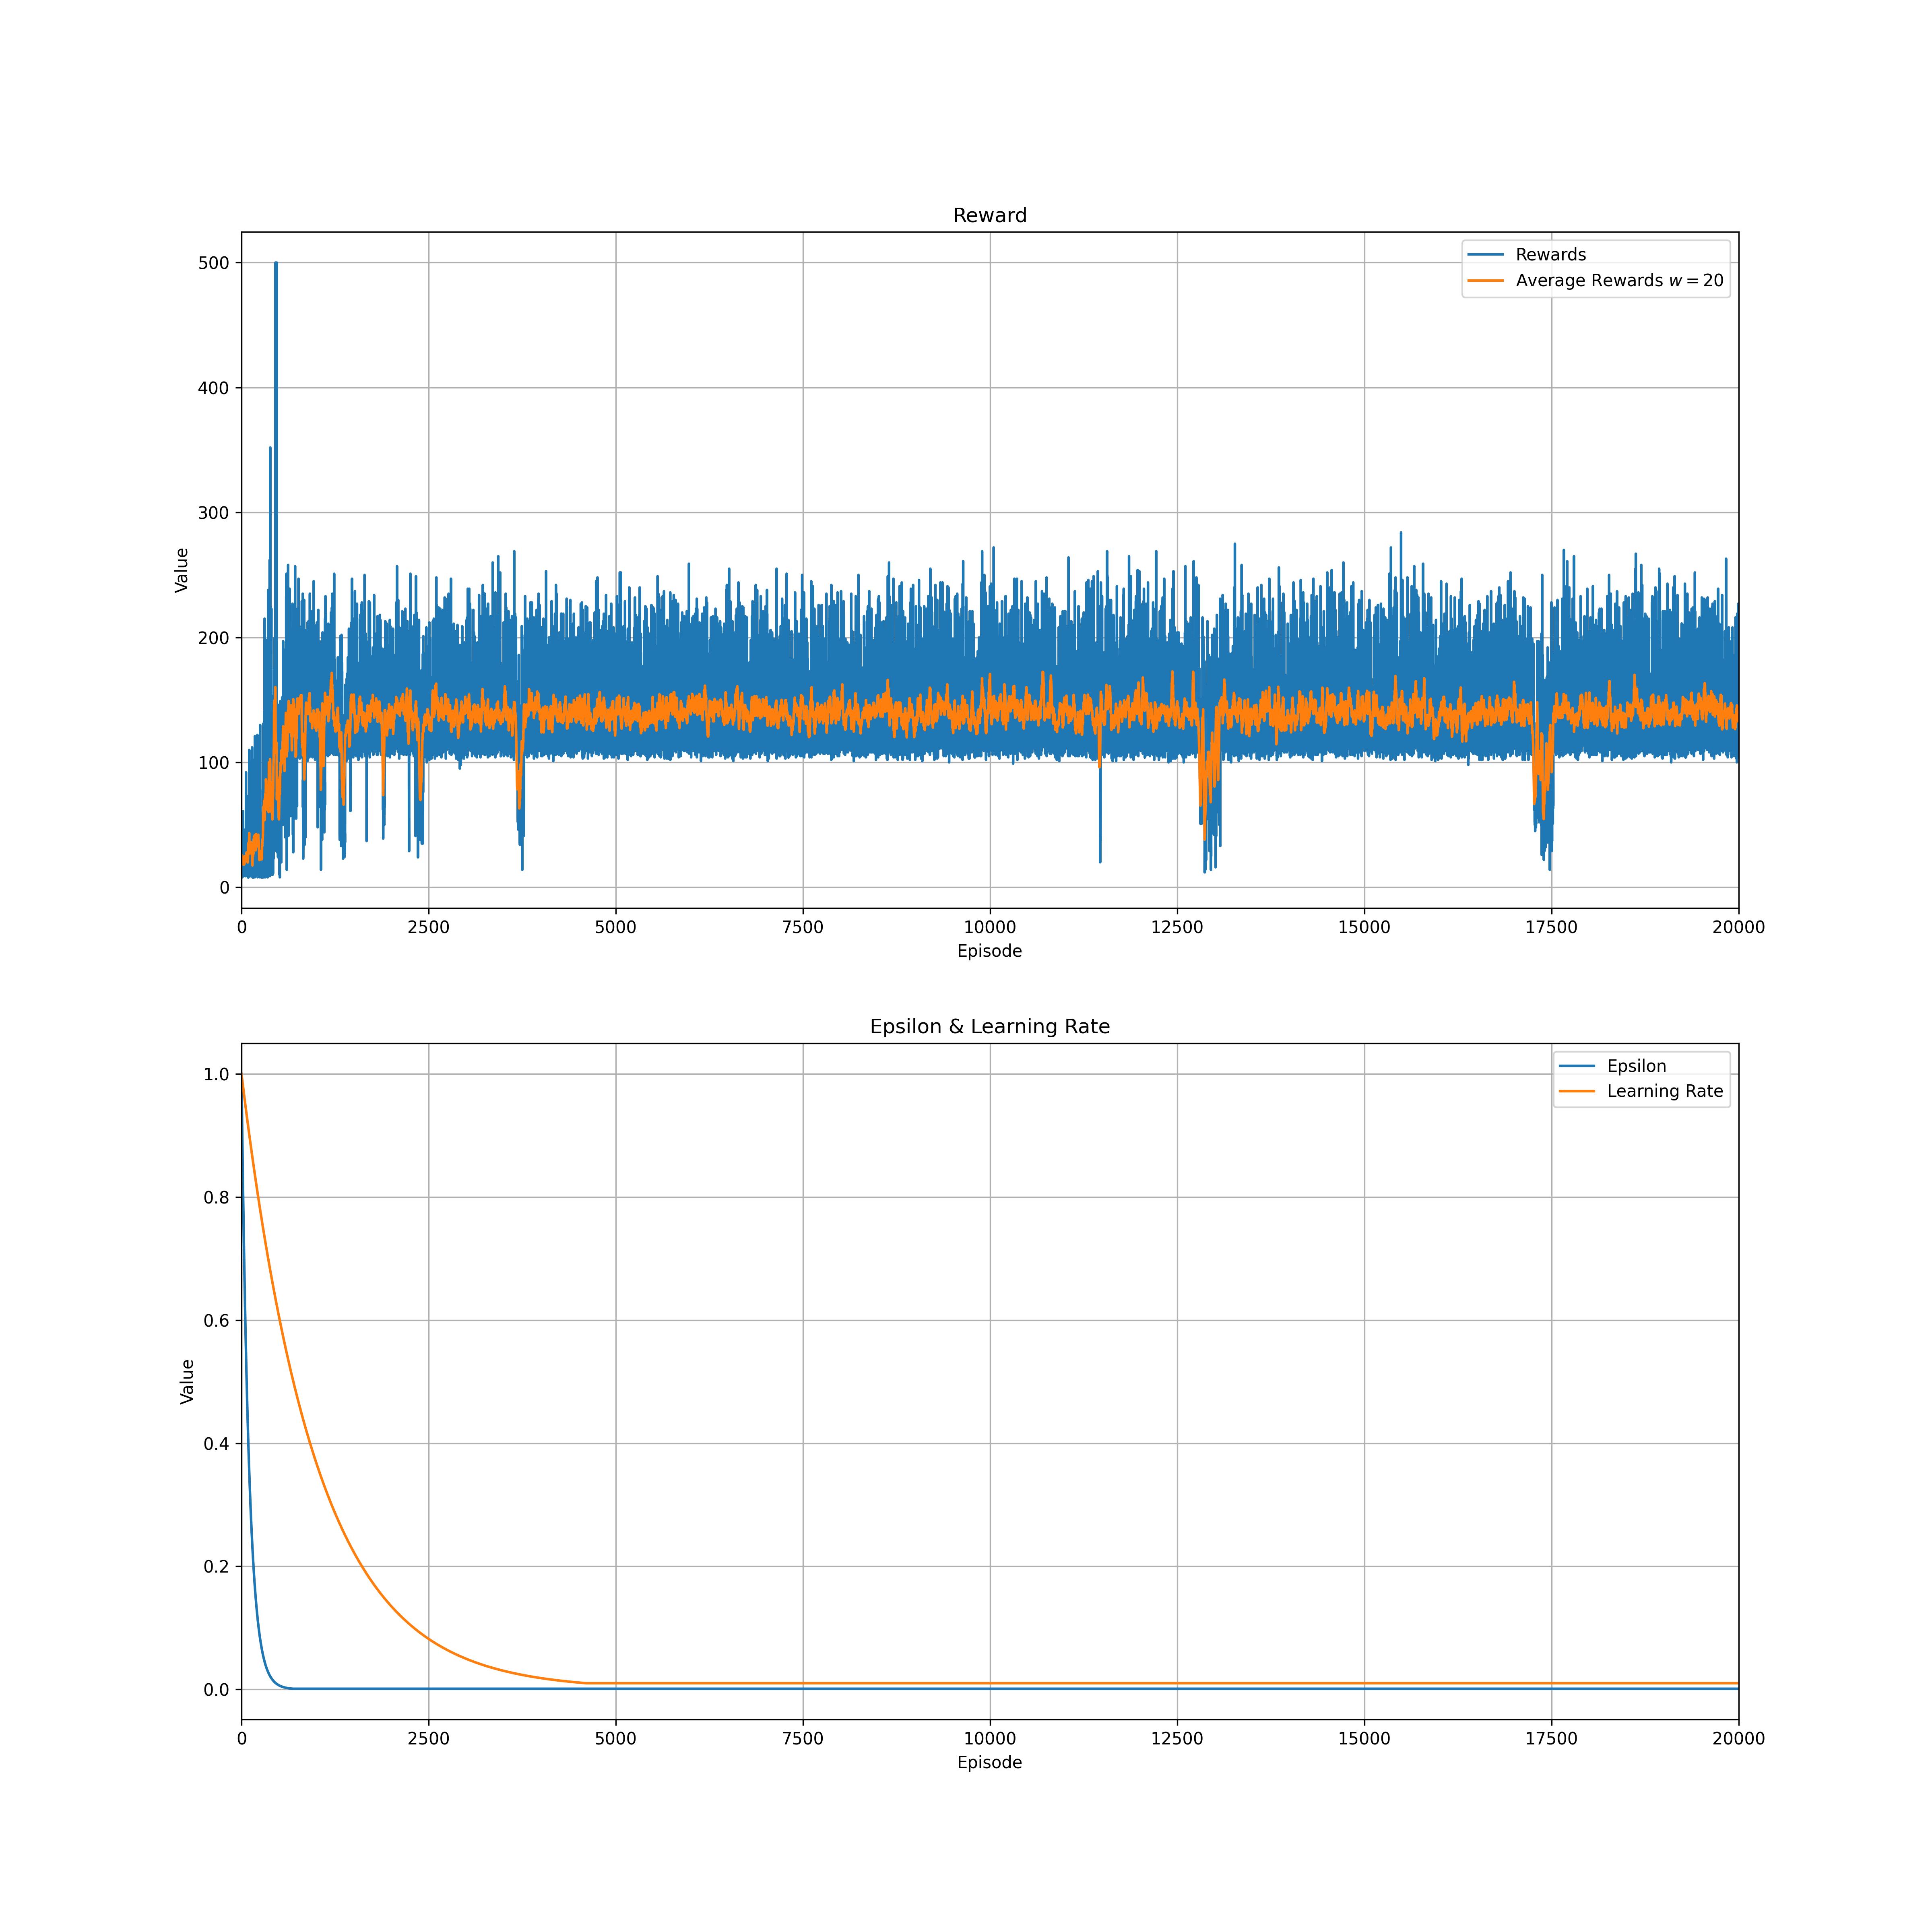 Reward
Rewards
Average Rewards w = 20
500
400
300
200
100
0
Value
0 2500 5000 7500 10000 12500 15000 17500 20000
Episode
Epsilon & Learning Rate
Epsilon
Learning Rate
1.0
0.8
0.6
0.4
0.2
0.0
Value
0 2500 5000 7500 10000 12500 15000 17500 20000
Episode